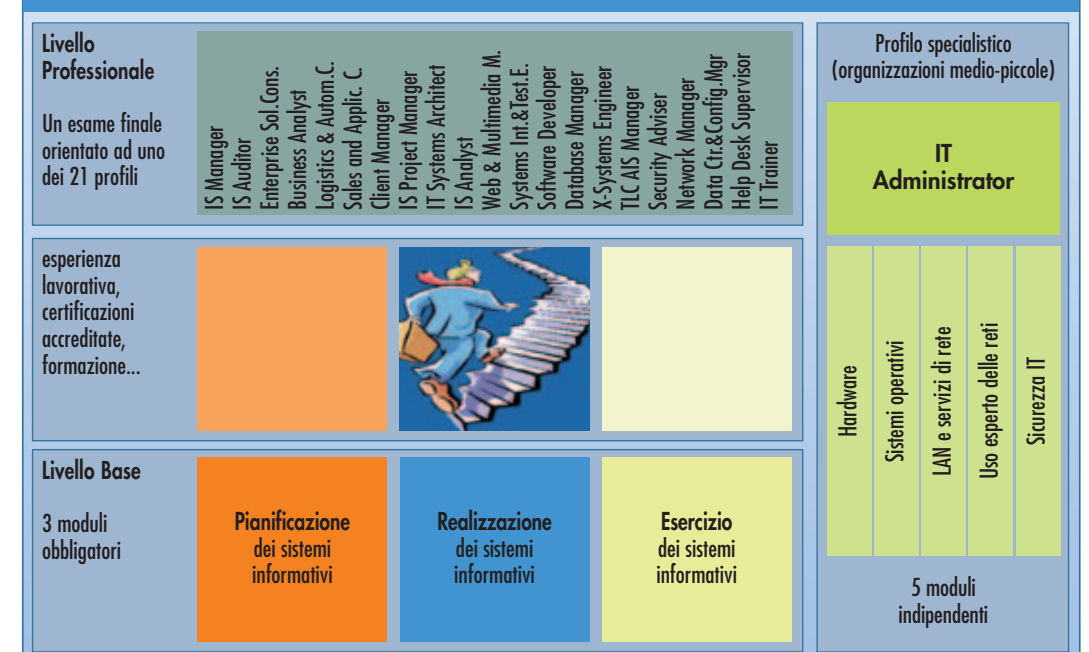 Livello
Professionale
Un esame finale
orientato ad uno
dei 21 profili
IS Manager
IS Auditor
Enterprise Sol.Cons.
Business Analyst
Logistics & Autom.C.
Sales and Applic. C.
Client Manager
IS Project Manager
IT Systems Architect
IS Analyst
Web & Multimedia M.
Systems Int.&Test.E.
Software Developer
Database Manager
X-Systems Engineer
TLC AIS Manager
Security Adviser
Network Manager
Data Ctr.&Config.Mgr
Help Desk Supervisor
IT Trainer
esperienza
lavorativa,
certificazioni
accreditate,
formazione...
Livello Base
3 moduli
obbligatori
Pianificazione
dei sistemi
informativi
Realizzazione
dei sistemi
informativi
Esercizio
dei sistemi
informativi
Profilo specialistico
(organizzazioni medio-piccole)
IT
Administrator
Hardware
Sistemi operativi
LAN e servizi di rete
Uso esperto delle reti
Sicurezza IT
5 moduli
indipendenti